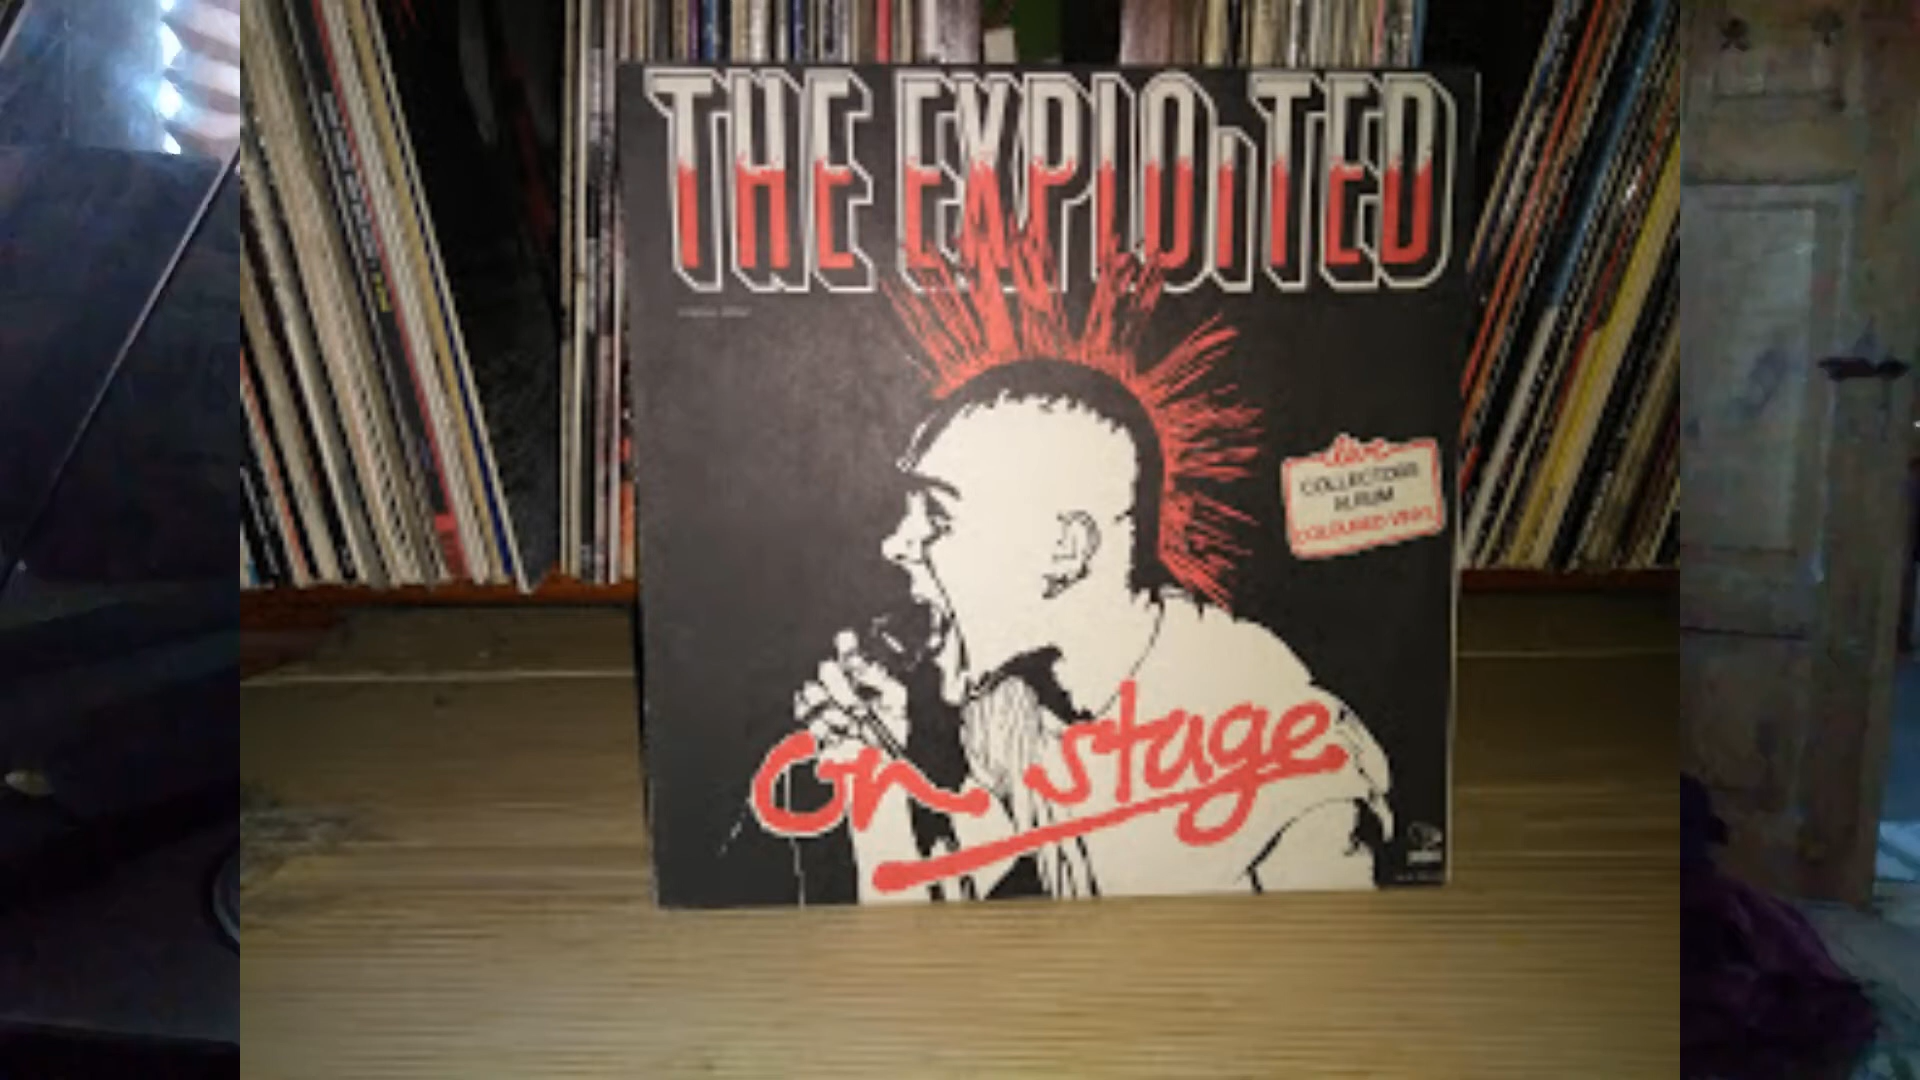 THE EXPLOiTED
live
COLLECTORS
ALBUM
COLOURED VINYL
on stage